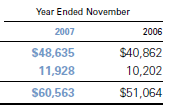 Year Ended November
2007 2006
$48,635 $40,862
11,928 10,202
$60,563 $51,064